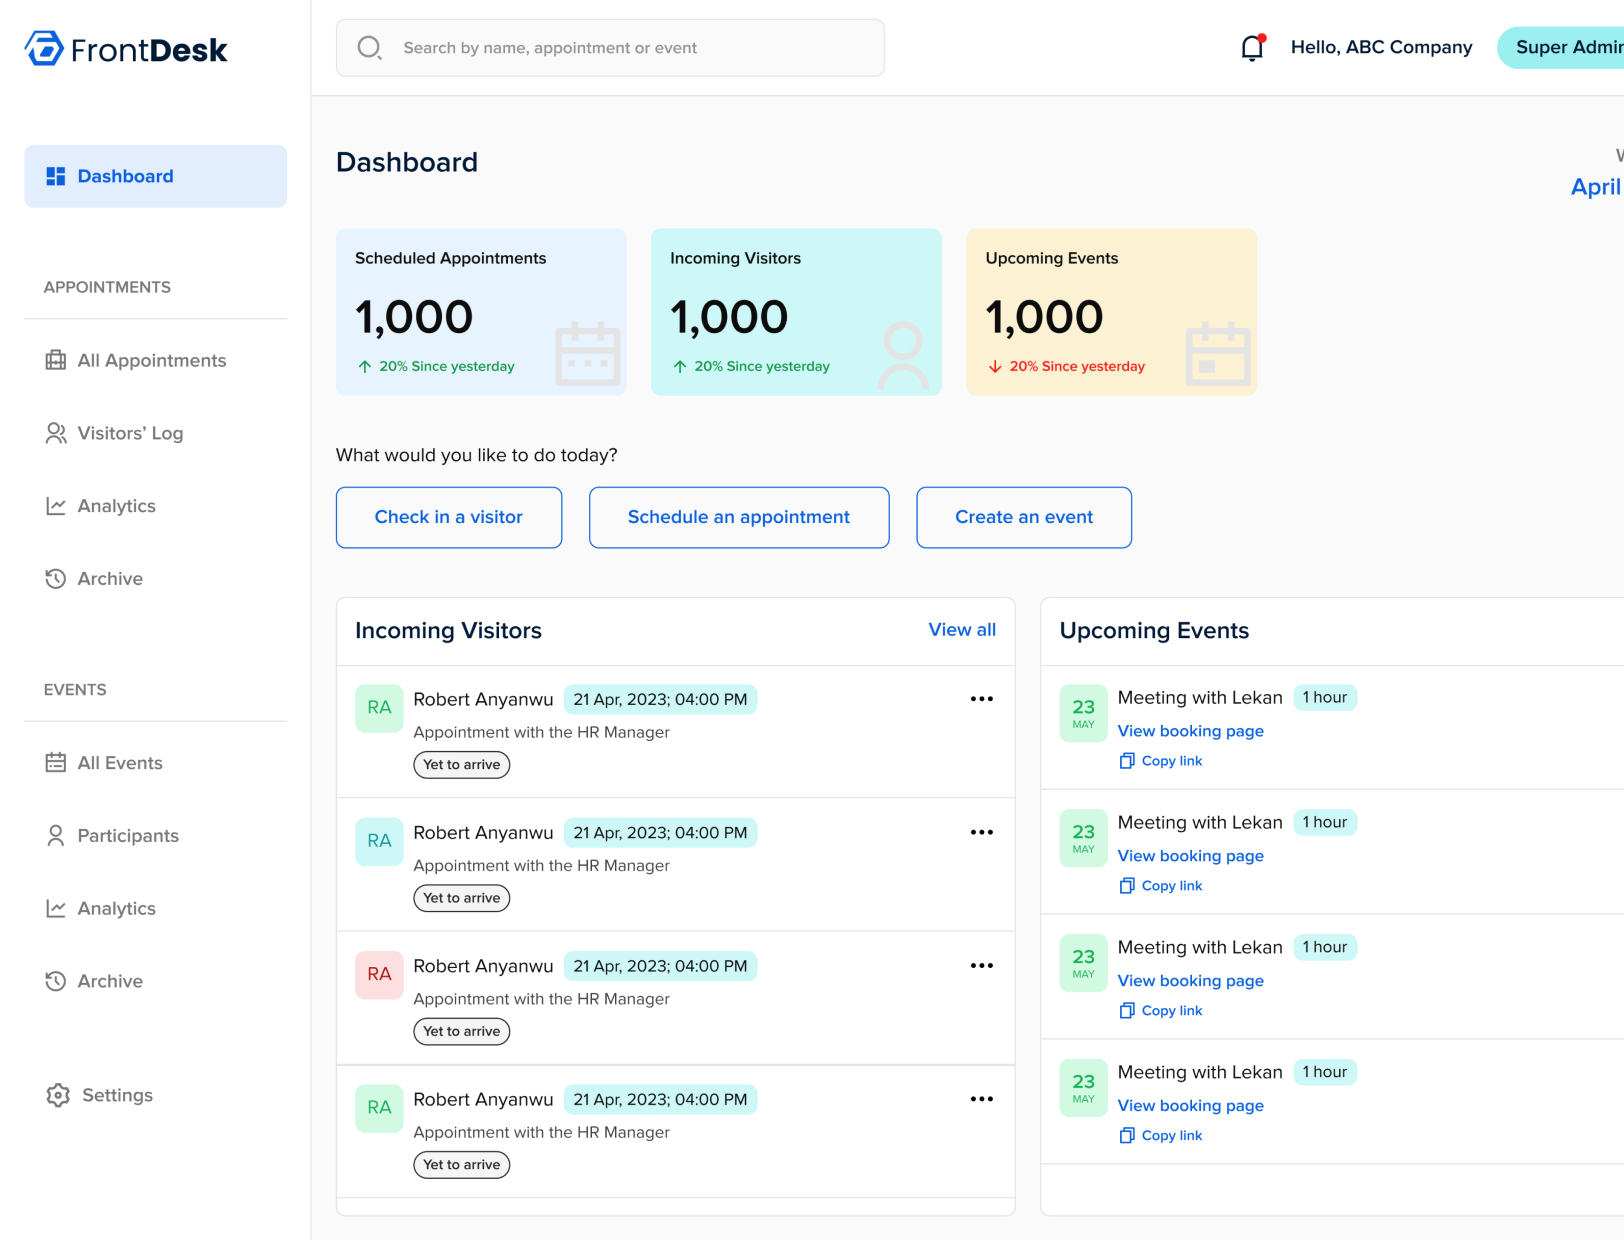 FrontDesk
Search by name, appointment or event
Hello, ABC Company
Super Admin
Dashboard
APPOINTMENTS
All Appointments
Visitors’ Log
Analytics
Archive
EVENTS
All Events
Participants
Analytics
Archive
Settings
Dashboard
April
Scheduled Appointments
1,000
20% Since yesterday
Incoming Visitors
1,000
20% Since yesterday
Upcoming Events
1,000
20% Since yesterday
What would you like to do today?
Check in a visitor
Schedule an appointment
Create an event
Incoming Visitors
View all
RA
Robert Anyanwu
21 Apr, 2023; 04:00 PM
Appointment with the HR Manager
Yet to arrive
RA
Robert Anyanwu
21 Apr, 2023; 04:00 PM
Appointment with the HR Manager
Yet to arrive
RA
Robert Anyanwu
21 Apr, 2023; 04:00 PM
Appointment with the HR Manager
Yet to arrive
RA
Robert Anyanwu
21 Apr, 2023; 04:00 PM
Appointment with the HR Manager
Yet to arrive
Upcoming Events
23
MAY
Meeting with Lekan
1 hour
View booking page
Copy link
23
MAY
Meeting with Lekan
1 hour
View booking page
Copy link
23
MAY
Meeting with Lekan
1 hour
View booking page
Copy link
23
MAY
Meeting with Lekan
1 hour
View booking page
Copy link